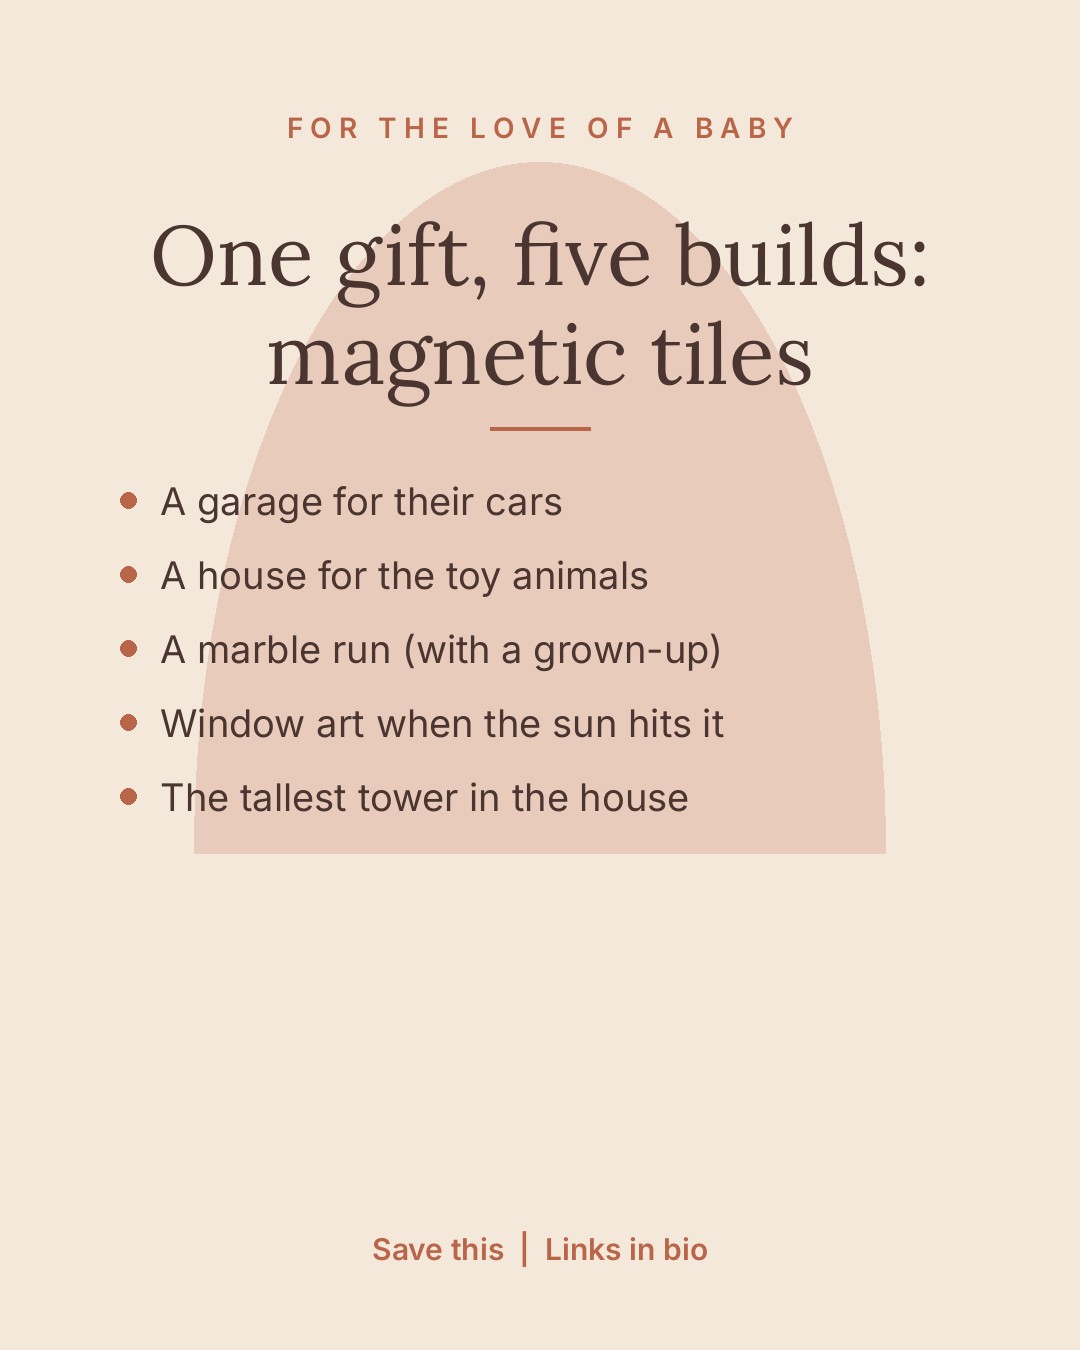 FOR THE LOVE OF A BABY
One gift, five builds:
magnetic tiles
A garage for their cars
A house for the toy animals
A marble run (with a grown-up)
Window art when the sun hits it
The tallest tower in the house
Save this | Links in bio